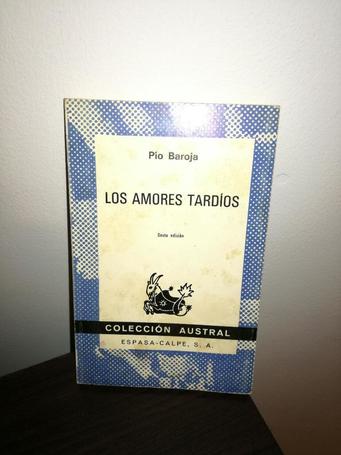 Pío Baroja
LOS AMORES TARDÍOS
Sexta edición
COLECCIÓN AUSTRAL
ESPASA-CALPE, S. A.